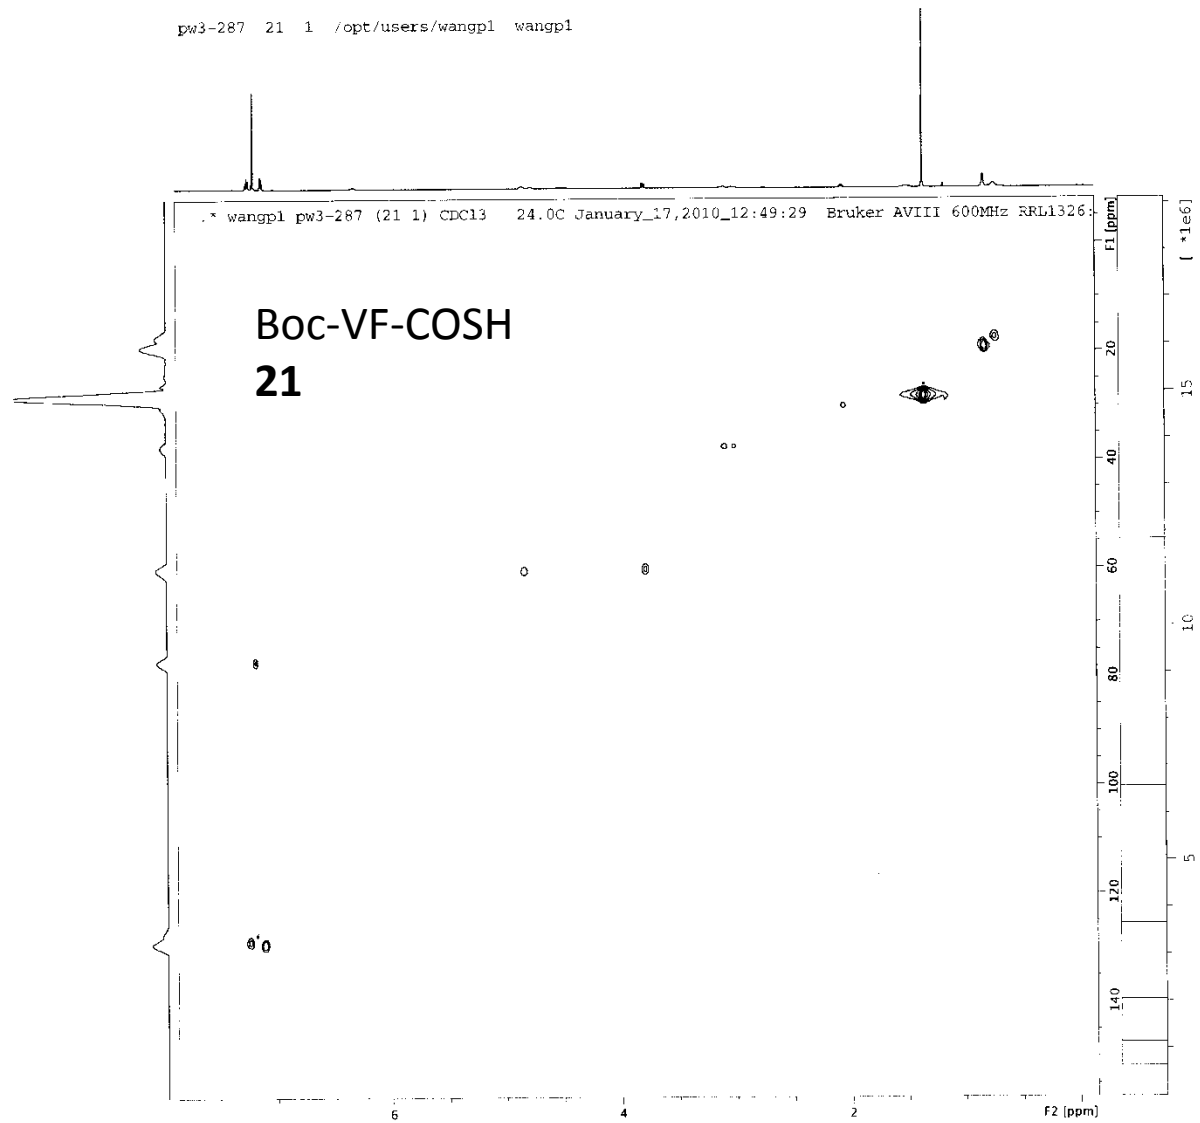 pw3-287 21 1 /opt/users/wangp1 wangp1
.* wangp1 pw3-287 (21 1) CDCl3 24.0C January_17,2010_12:49:29 Bruker AVIII 600MHz RRL1326:
F1 [ppm]
[ *1e6]
Boc-VF-COSH
21
20
15
40
60
10
80
100
5
120
140
6
4
2
F2 [ppm]